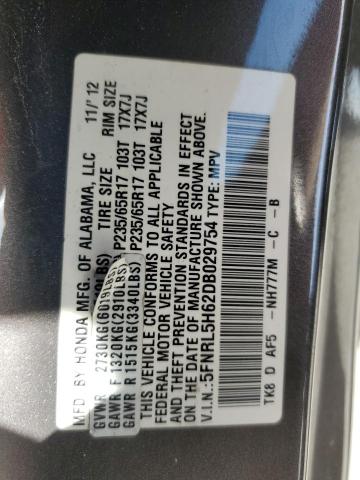 MFD. BY HONDA MFG. OF ALABAMA, LLC 11/'12
GVWR 2730KG(6019LBS) TIRE SIZE RIM SIZE
GAWR F 1320KG(2910LBS) P235/65R17 103T 17X7J
GAWR R 1515KG(3340LBS) P235/65R17 103T 17X7J
THIS VEHICLE CONFORMS TO ALL APPLICABLE
FEDERAL MOTOR VEHICLE SAFETY
AND THEFT PREVENTION STANDARDS IN EFFECT
ON THE DATE OF MANUFACTURE SHOWN ABOVE.
V.I.N.:5FNRL5H62DB029754 TYPE: MPV
TK8 D AF5 -NH777M -C -B